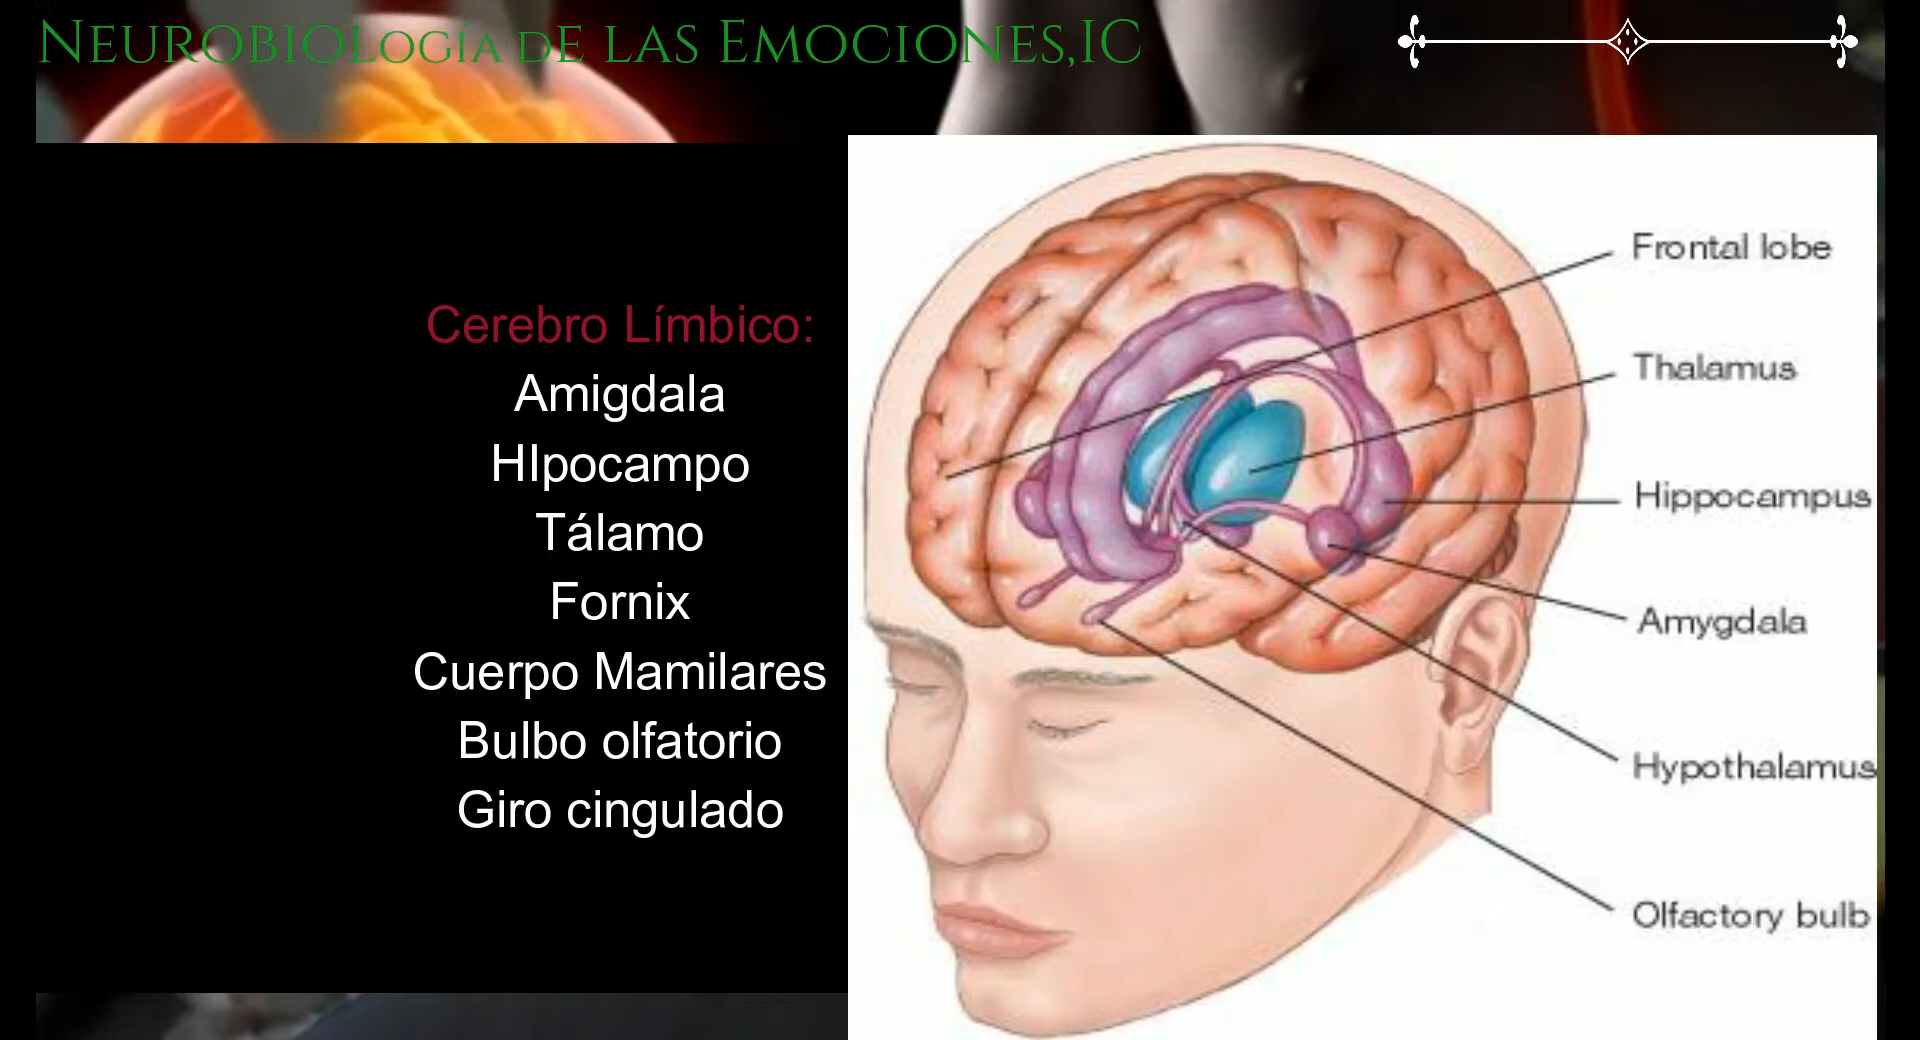 NEUROBIOLOGÍA DE LAS EMOCIONES,IC
Cerebro Límbico:
Amigdala
HIpocampo
Tálamo
Fornix
Cuerpo Mamilares
Bulbo olfatorio
Giro cingulado
Frontal lobe
Thalamus
Hippocampus
Amygdala
Hypothalamus
Olfactory bulb